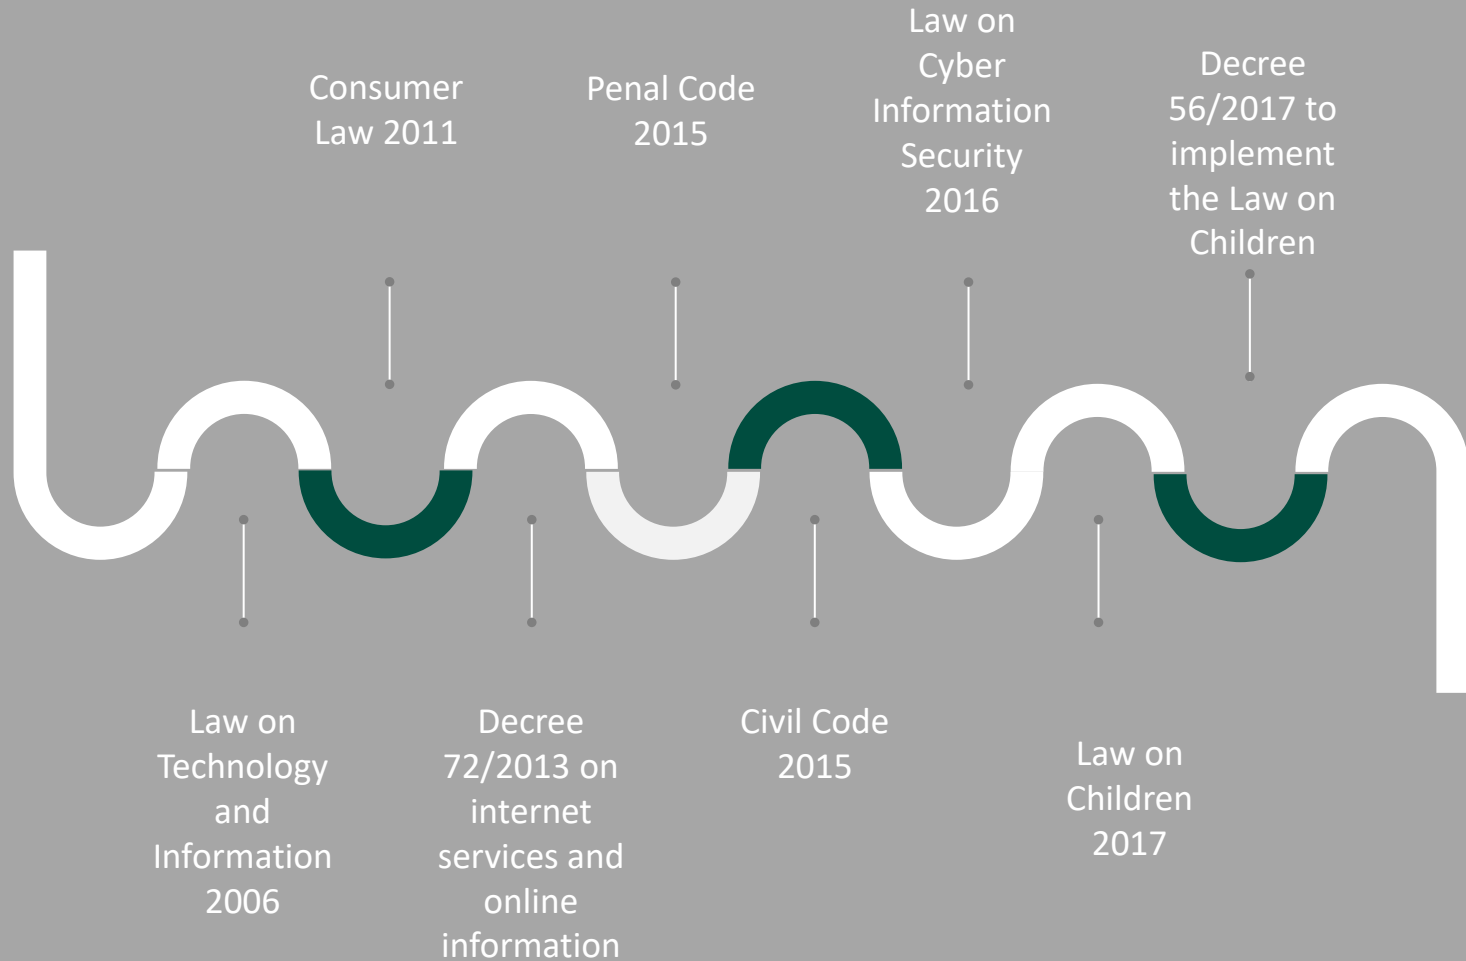 Consumer
Law 2011
Penal Code
2015
Law on
Cyber
Information
Security
2016
Decree
56/2017 to
implement
the Law on
Children
Law on
Technology
and
Information
2006
Decree
72/2013 on
internet
services and
online
information
Civil Code
2015
Law on
Children
2017